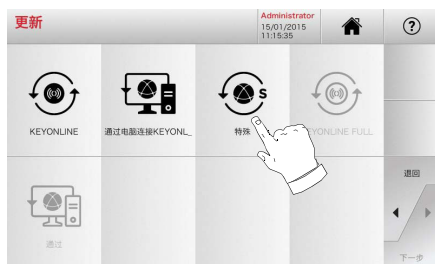 更新
Administrator
15/01/2015
11:15:35
?
S
KEYONLINE
通过电脑连接KEYONL_
特殊
YONLINE FULL
退回
通过
下一步